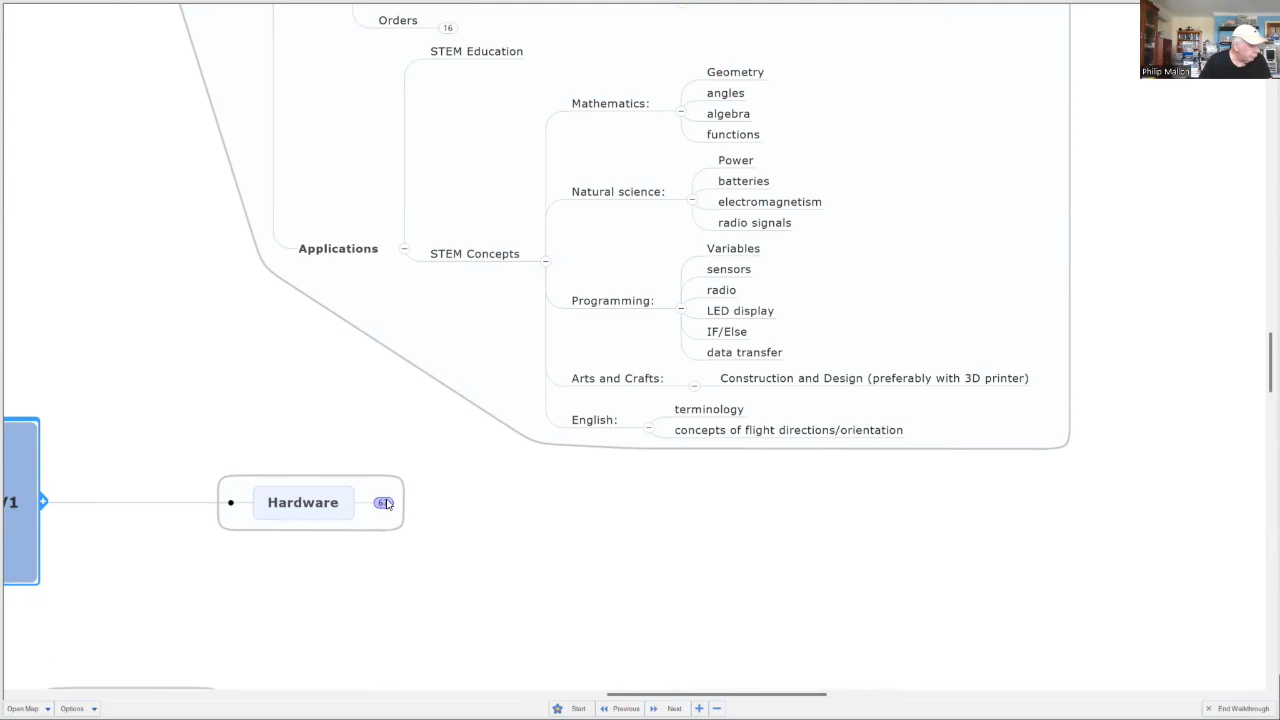 Orders
16
STEM Education
Geometry
Mathematics:
angles
algebra
functions
Power
Natural science:
batteries
electromagnetism
radio signals
Applications
STEM Concepts
Variables
sensors
Programming:
radio
LED display
IF/Else
data transfer
Arts and Crafts:
Construction and Design (preferably with 3D printer)
English:
terminology
concepts of flight directions/orientation
Hardware
Philip Mallon
Open Map
Options
Start
Previous
Next
End Walkthrough